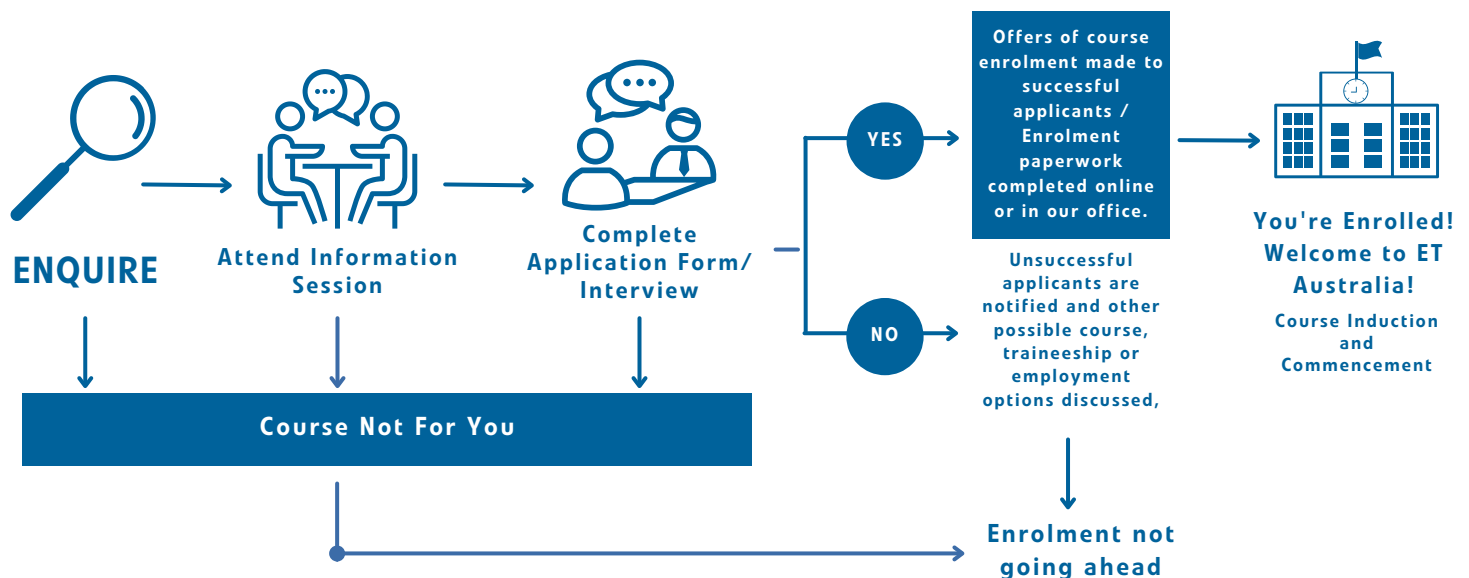 ENQUIRE
Attend Information
Session
Complete
Application Form/
Interview
YES
NO
Offers of course
enrolment made to
successful
applicants /
Enrolment
paperwork
completed online
or in our office.
Unsuccessful
applicants are
notified and other
possible course,
traineeship or
employment
options discussed,
You're Enrolled!
Welcome to ET
Australia!
Course Induction
and
Commencement
Course Not For You
Enrolment not
going ahead